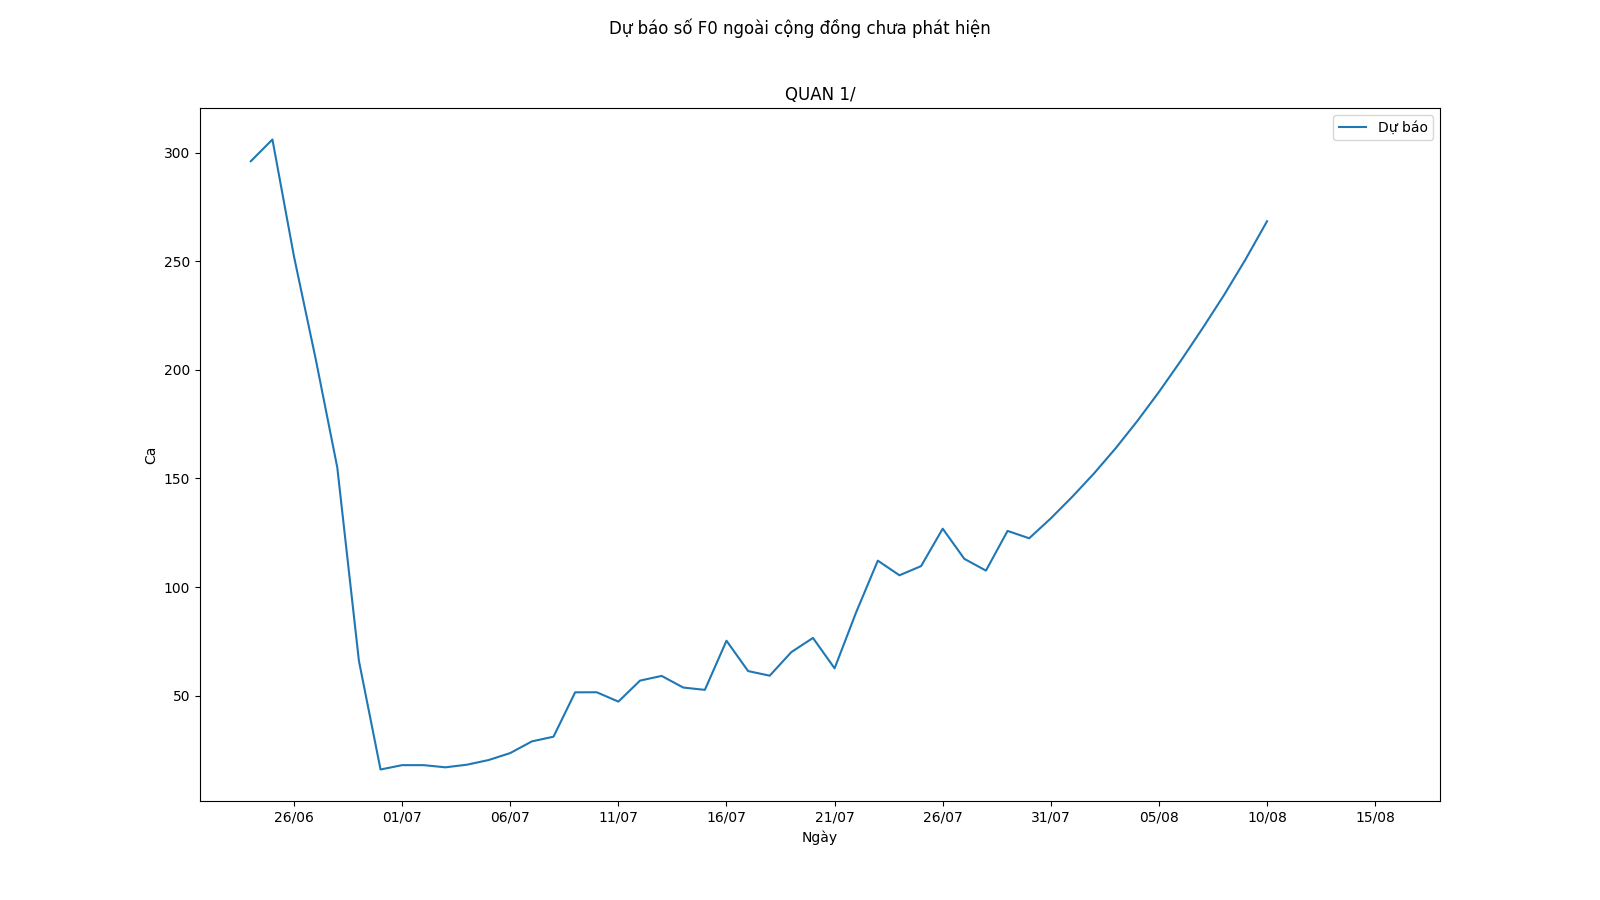 Dự báo số F0 ngoài cộng đồng chưa phát hiện
QUAN 1/
Dự báo
300
250
200
150
100
50
Ca
26/06 01/07 06/07 11/07 16/07 21/07 26/07 31/07 05/08 10/08 15/08
Ngày